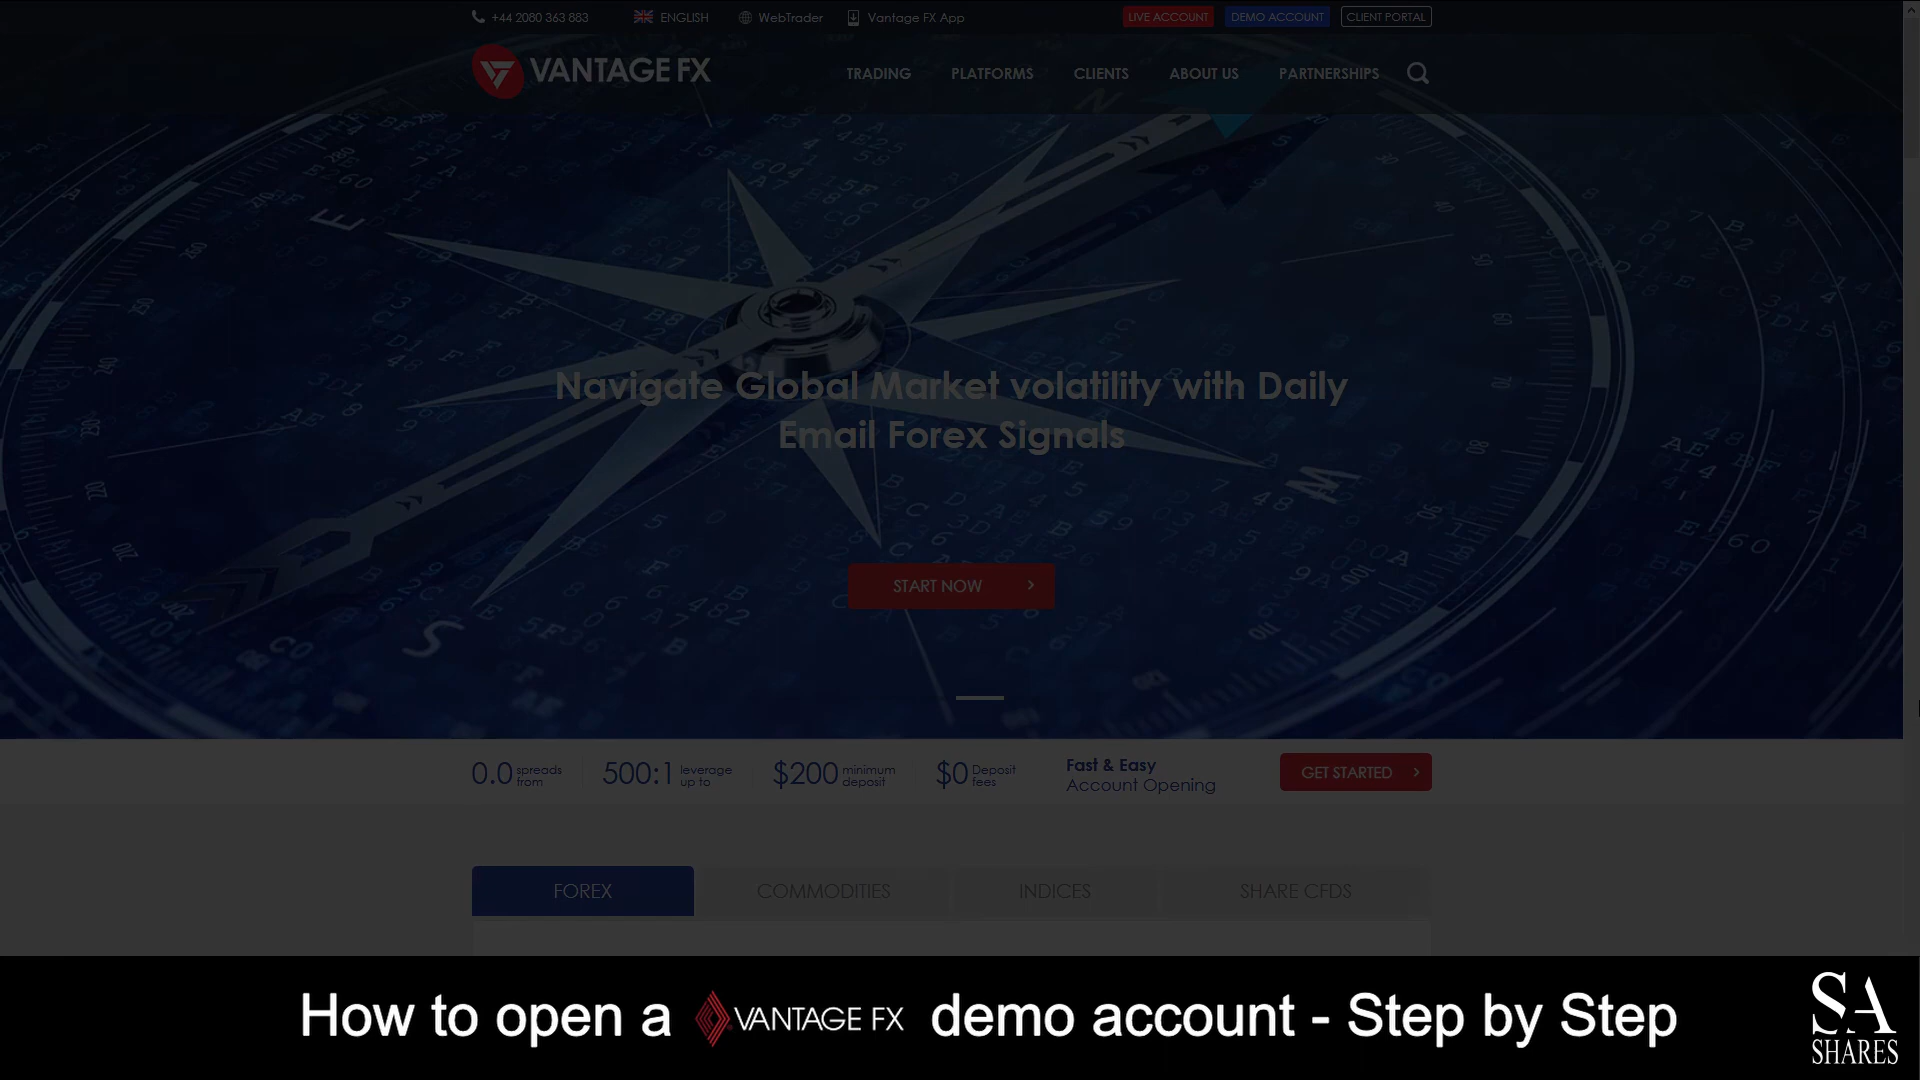 +44 2080 363 883 ENGLISH WebTrader Vantage FX App LIVE ACCOUNT DEMO ACCOUNT CLIENT PORTAL
VANTAGE FX TRADING PLATFORMS CLIENTS ABOUT US PARTNERSHIPS
N
E
Navigate Global Market volatility with Daily
Email Forex Signals
W
START NOW
S
0.0 spreads from 500:1 leverage up to $200 minimum deposit $0 Deposit fees Fast & Easy Account Opening GET STARTED
FOREX COMMODITIES INDICES SHARE CFDS
How to open a VANTAGE FX demo account - Step by Step
SA
SHARES